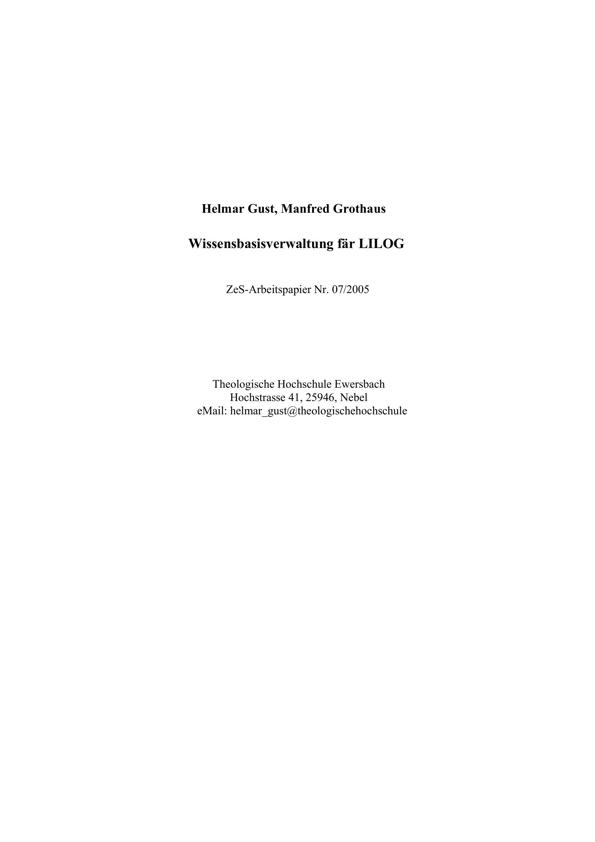 Helmar Gust, Manfred Grothaus
Wissensbasisverwaltung fär LILOG
ZeS-Arbeitspapier Nr. 07/2005
Theologische Hochschule Ewersbach
Hochstrasse 41, 25946, Nebel
eMail: helmar_gust@theologischehochschule